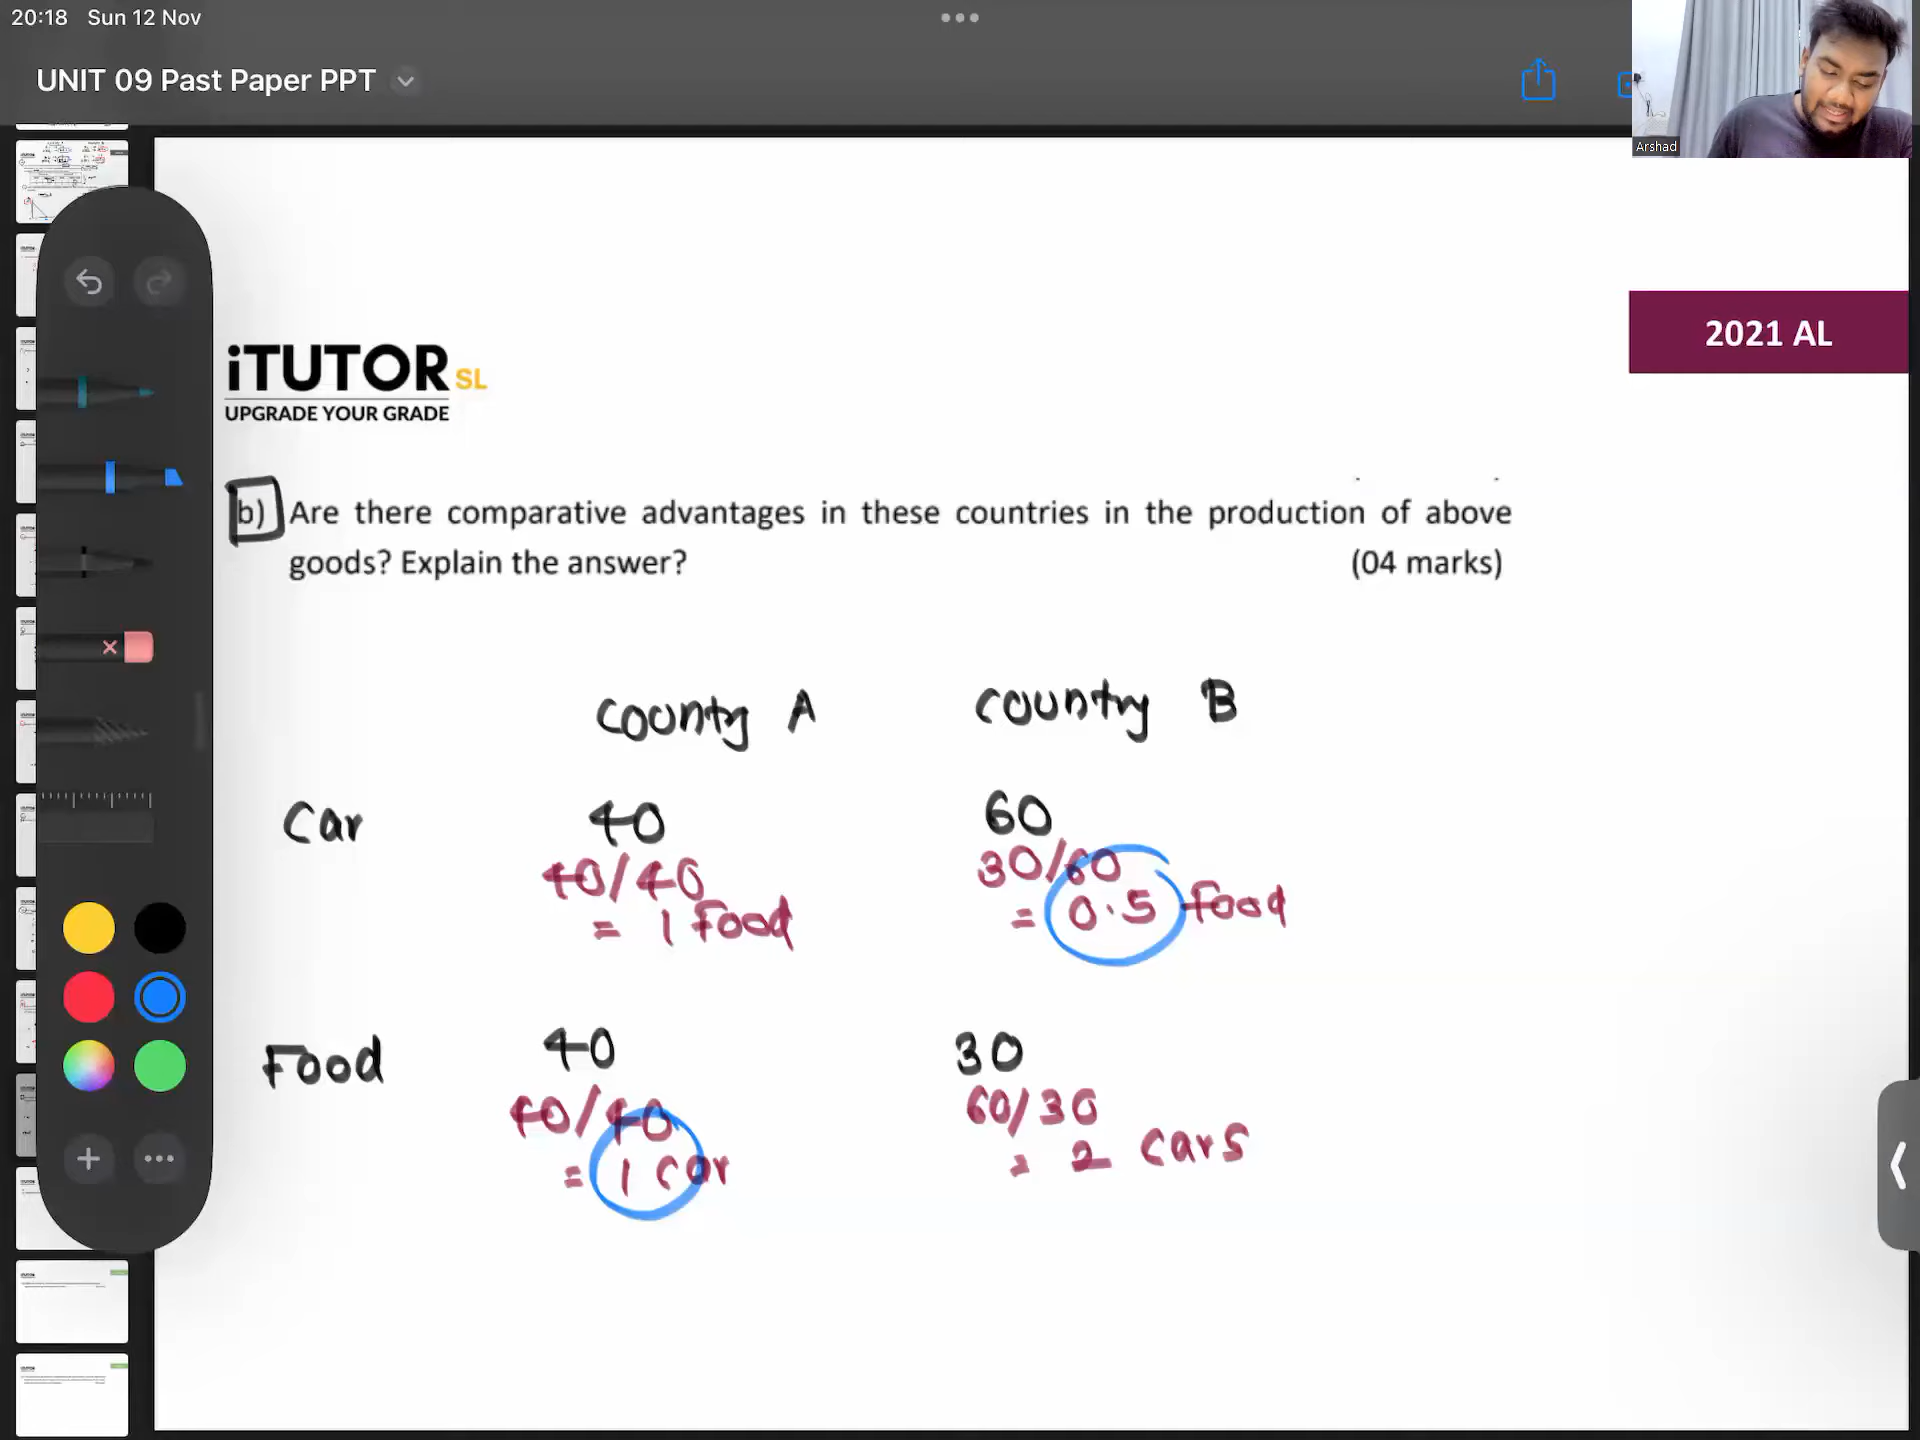 20:18 Sun 12 Nov
UNIT 09 Past Paper PPT
Arshad
2021 AL
iTUTOR SL
UPGRADE YOUR GRADE
b) Are there comparative advantages in these countries in the production of above
goods? Explain the answer? (04 marks)
County A Country B
Car 40 60
40/40 30/60
= 1 Food = 0.5 Food
Food 40 30
40/40 60/30
= 1 Car = 2 Cars